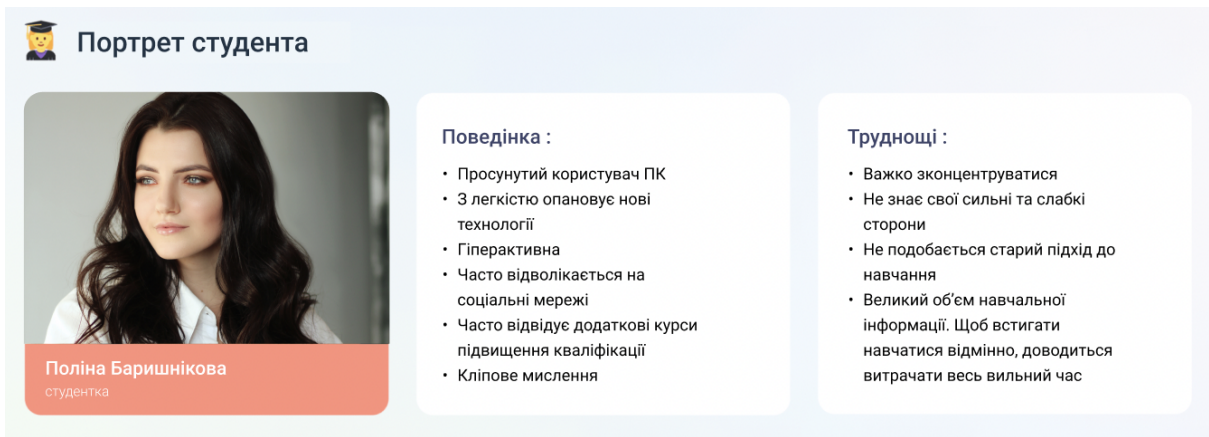 Портрет студента
Поліна Баришнікова
студентка
Поведінка :
• Просунутий користувач ПК
• З легкістю опановує нові
технології
• Гіперактивна
• Часто відволікається на
соціальні мережі
• Часто відвідує додаткові курси
підвищення кваліфікації
• Кліпове мислення
Труднощі :
• Важко зконцентруватися
• Не знає свої сильні та слабкі
сторони
• Не подобається старий підхід до
навчання
• Великий об’єм навчальної
інформації. Щоб встигати
навчатися відмінно, доводиться
витрачати весь вильний час